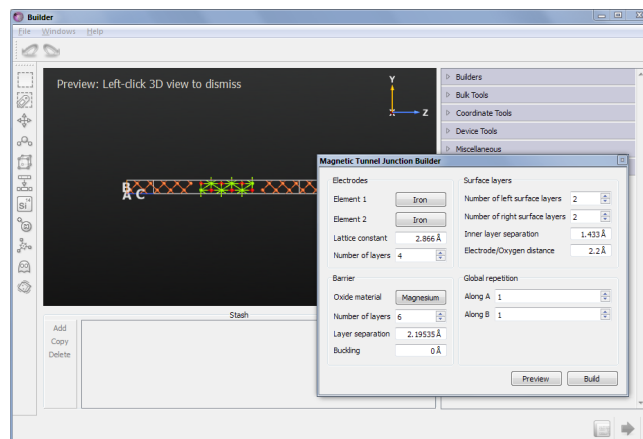 Builder
File Windows Help
Preview: Left-click 3D view to dismiss
Y
Z
X
B
A C
Si
Builders
Bulk Tools
Coordinate Tools
Device Tools
Miscellaneous
Magnetic Tunnel Junction Builder
Electrodes
Element 1 Iron
Element 2 Iron
Lattice constant 2.866 Å
Number of layers 4
Surface layers
Number of left surface layers 2
Number of right surface layers 2
Inner layer separation 1.433 Å
Electrode/Oxygen distance 2.2 Å
Barrier
Oxide material Magnesium
Number of layers 6
Layer separation 2.19535 Å
Buckling 0 Å
Global repetition
Along A 1
Along B 1
Preview Build
Stash
Add
Copy
Delete